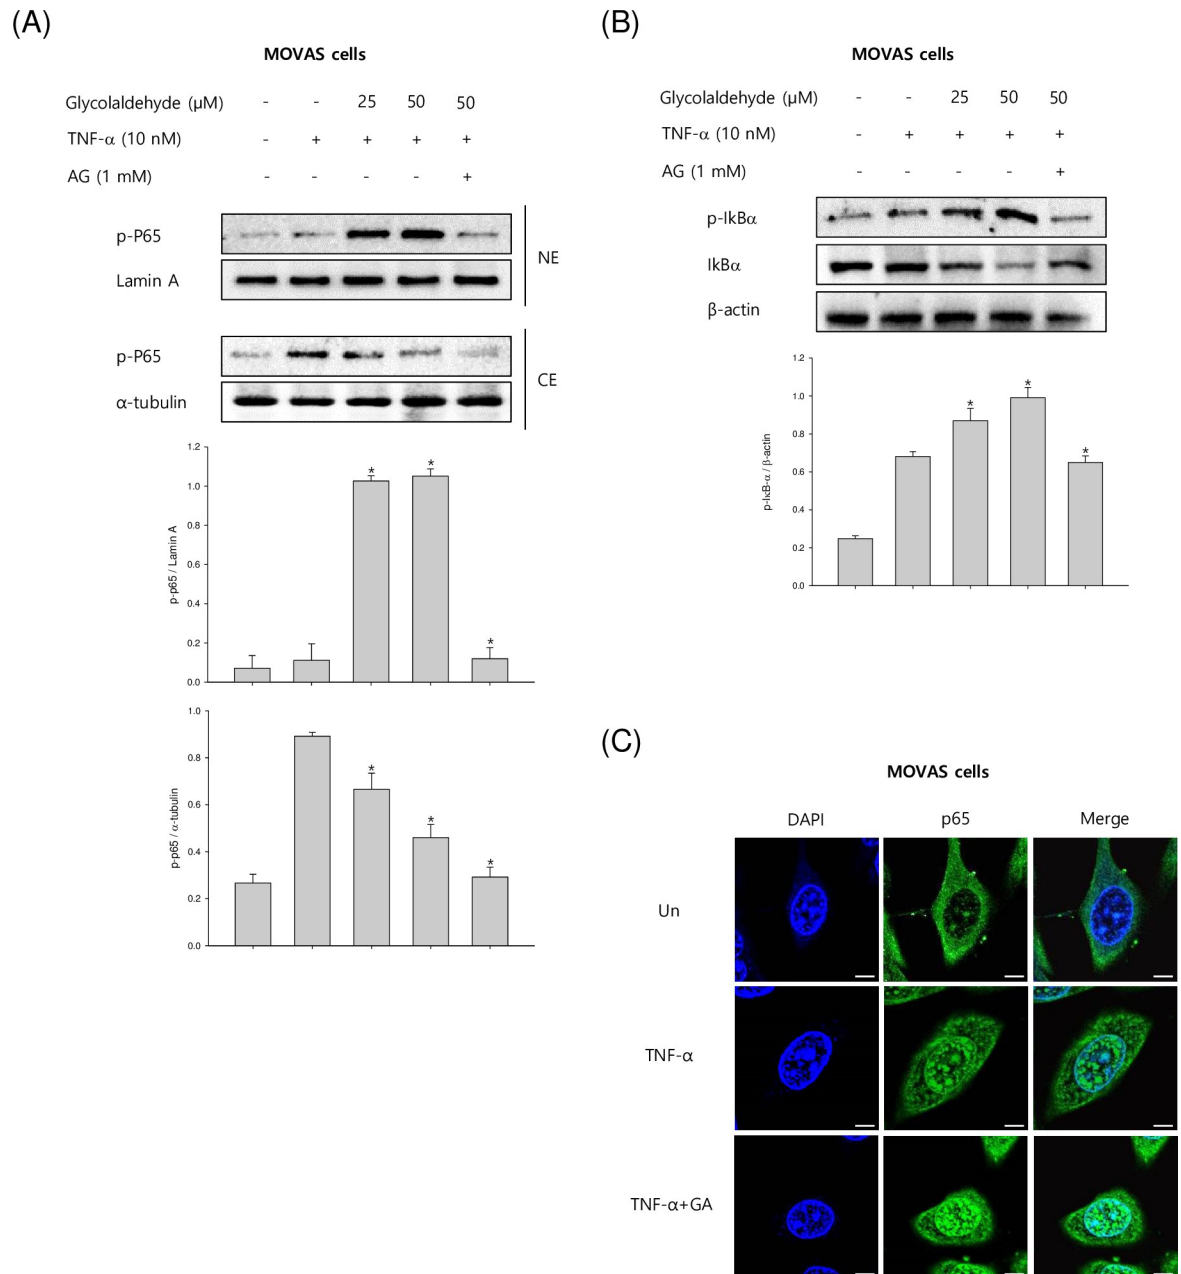 (A)
MOVAS cells
Glycolaldehyde (µM) - - 25 50 50
TNF-α (10 nM) - + + + +
AG (1 mM) - - - - +
p-P65
Lamin A
NE
p-P65
α-tubulin
CE
1.2
1.0
0.8
0.6
0.4
0.2
0.0
p-p65 / Lamin A
* * *
1.0
0.8
0.6
0.4
0.2
0.0
p-p65 / α-tubulin
* * *
(B)
MOVAS cells
Glycolaldehyde (µM) - - 25 50 50
TNF-α (10 nM) - + + + +
AG (1 mM) - - - - +
p-IkBα
IkBα
β-actin
1.2
1.0
0.8
0.6
0.4
0.2
0.0
p-IκB-α / β-actin
* * *
(C)
MOVAS cells
DAPI p65 Merge
Un
TNF-α
TNF-α+GA